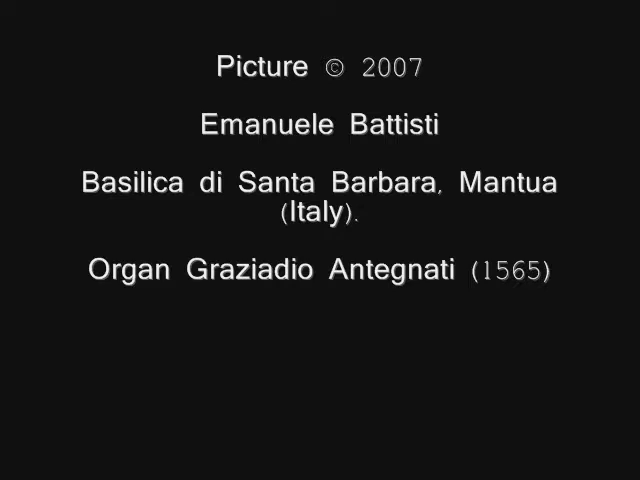 Picture © 2007
Emanuele Battisti
Basilica di Santa Barbara, Mantua
(Italy).
Organ Graziadio Antegnati (1565)